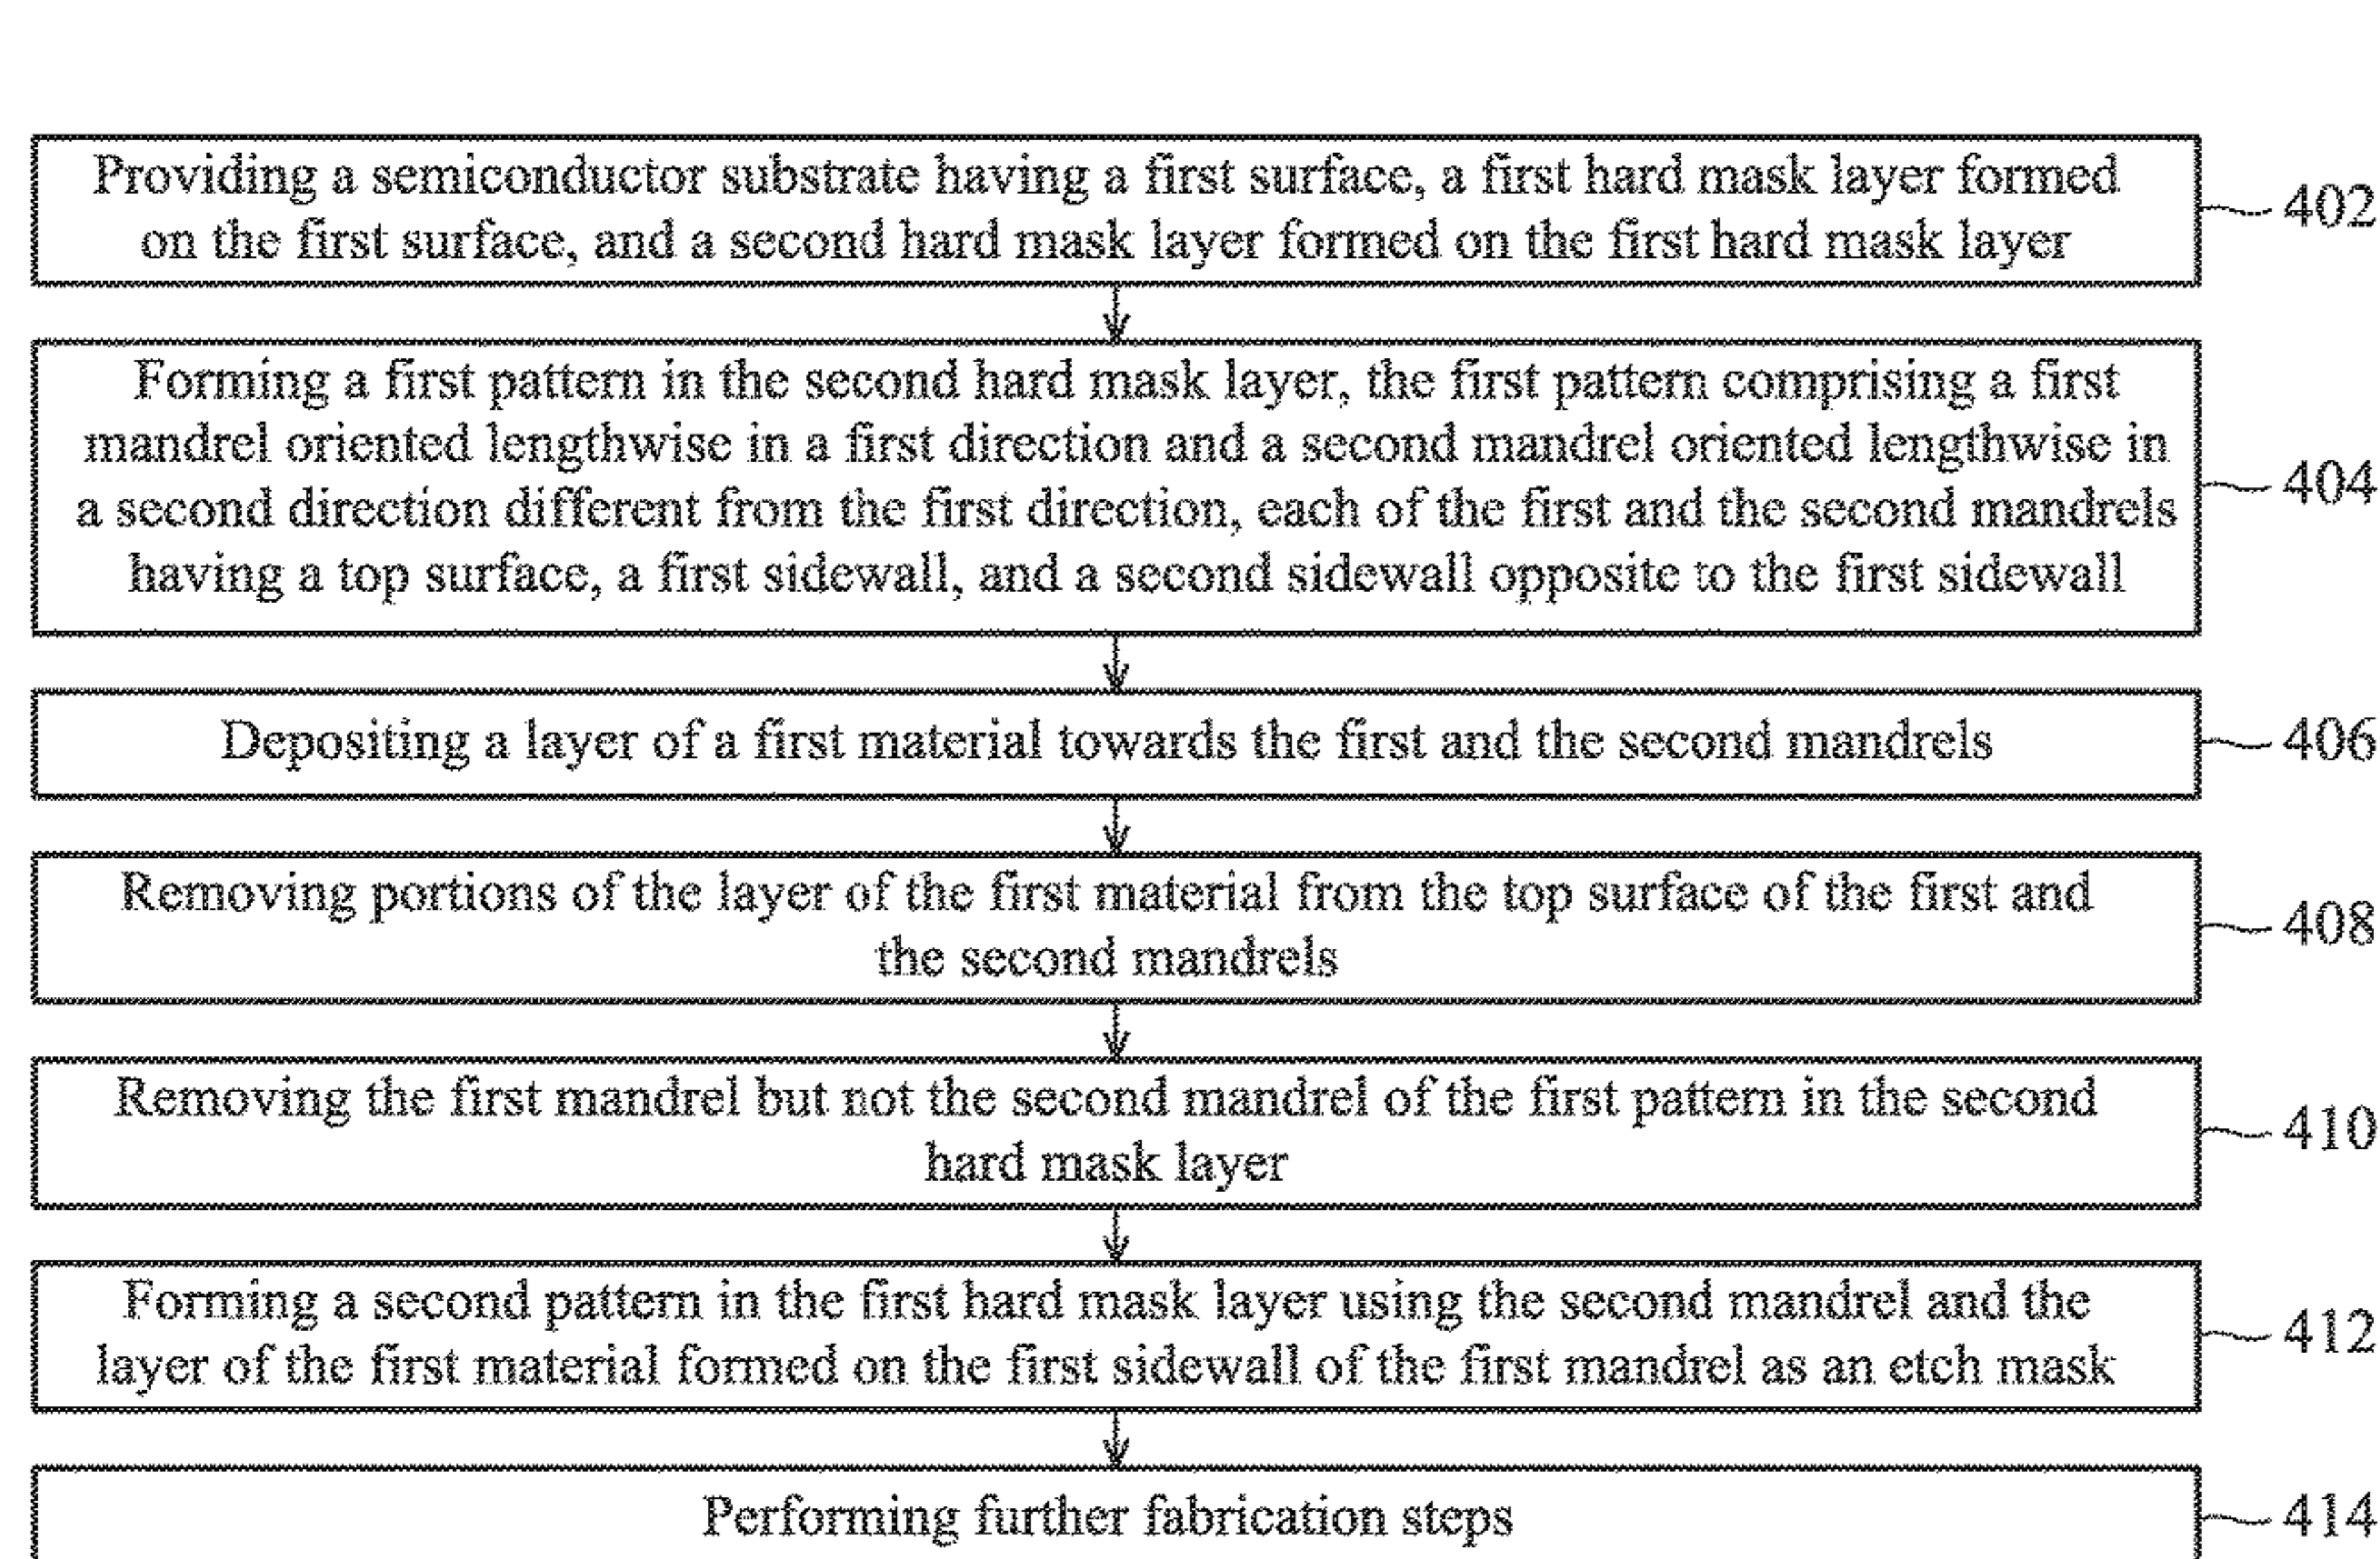 Providing a semiconductor substrate having a first surface, a first hard mask layer formed
on the first surface, and a second hard mask layer formed on the first hard mask layer
402
Forming a first pattern in the second hard mask layer, the first pattern comprising a first
mandrel oriented lengthwise in a first direction and a second mandrel oriented lengthwise in
a second direction different from the first direction, each of the first and the second mandrels
having a top surface, a first sidewall, and a second sidewall opposite to the first sidewall
404
Depositing a layer of a first material towards the first and the second mandrels
406
Removing portions of the layer of the first material from the top surface of the first and
the second mandrels
408
Removing the first mandrel but not the second mandrel of the first pattern in the second
hard mask layer
410
Forming a second pattern in the first hard mask layer using the second mandrel and the
layer of the first material formed on the first sidewall of the first mandrel as an etch mask
412
Performing further fabrication steps
414